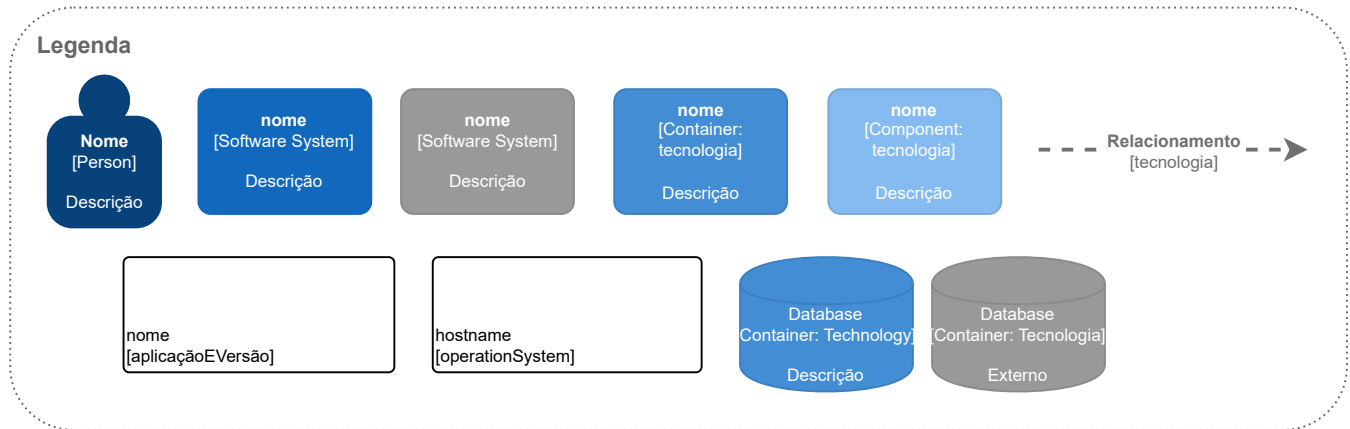 Legenda
Nome
[Person]
Descrição
nome
[Software System]
Descrição
nome
[Software System]
Descrição
nome
[Container:
tecnologia]
Descrição
nome
[Component:
tecnologia]
Descrição
Relacionamento
[tecnologia]
nome
[aplicaçãoEVersão]
hostname
[operationSystem]
Database
Container: Technology]
Descrição
Database
[Container: Tecnologia]
Externo